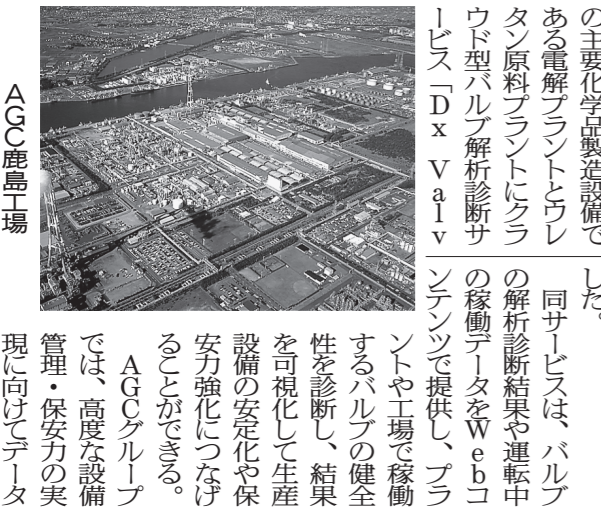 の主要化学品製造設備で
ある電解プラントとウレ
タン原料プラントにクラ
ウド型バルブ解析診断サ
ービス「Dx Valv
した。
同サービスは、バルブ
の解析診断結果や運転中
の稼働データをWebコ
ンテンツで提供し、プラ
ントや工場で稼働
するバルブの健全
性を診断し、結果
を可視化して生産
設備の安定化や保
安力強化につなげ
ることができる。
AGCグループ
では、高度な設備
管理・保安力の実
現に向けてデータ
AGC鹿島工場